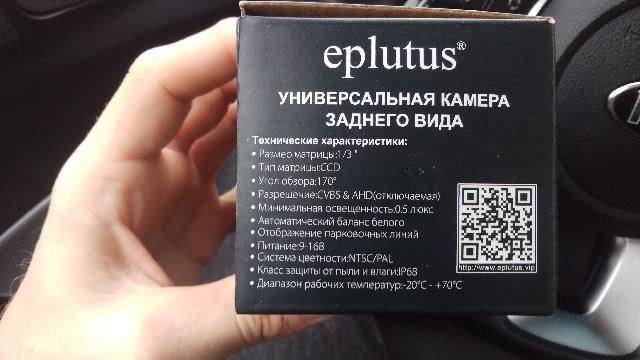 eplutus®
УНИВЕРСАЛЬНАЯ КАМЕРА
ЗАДНЕГО ВИДА
Технические характеристики:
• Размер матрицы:1/3 "
• Тип матрицы:CCD
• Угол обзора:170°
• Разрешение:CVBS & AHD(отключаемая)
• Минимальная освещенность:0.5 люкс
• Автоматический баланс белого
• Отображение парковочных линий
• Питание:9-16В
• Система цветности:NTSC/PAL
• Класс защиты от пыли и влаги:IP68
• Диапазон рабочих температур:-20°C - +70°C
http://www.eplutus.vip